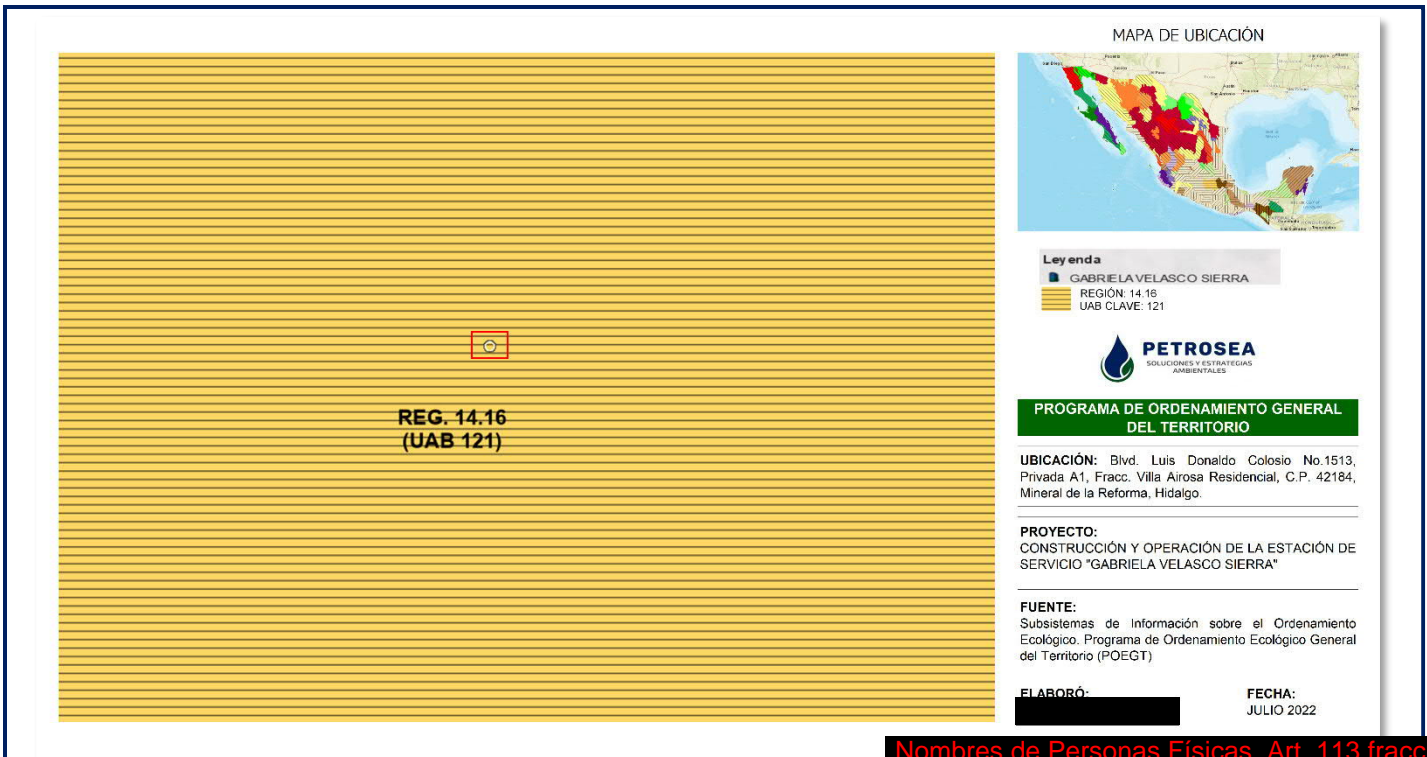 MAPA DE UBICACIÓN
Leyenda
GABRIELA VELASCO SIERRA
REGIÓN: 14.16
UAB CLAVE: 121
PETROSEA
SOLUCIONES Y ESTRATEGIAS
AMBIENTALES
PROGRAMA DE ORDENAMIENTO GENERAL
DEL TERRITORIO
REG. 14.16
(UAB 121)
UBICACIÓN: Blvd. Luis Donaldo Colosio No.1513,
Privada A1, Fracc. Villa Airosa Residencial, C.P. 42184,
Mineral de la Reforma, Hidalgo.
PROYECTO:
CONSTRUCCIÓN Y OPERACIÓN DE LA ESTACIÓN DE
SERVICIO "GABRIELA VELASCO SIERRA"
FUENTE:
Subsistemas de Información sobre el Ordenamiento
Ecológico. Programa de Ordenamiento Ecológico General
del Territorio (POEGT)
ELABORÓ:
FECHA:
JULIO 2022
Nombres de Personas Físicas, Art. 113 fracc